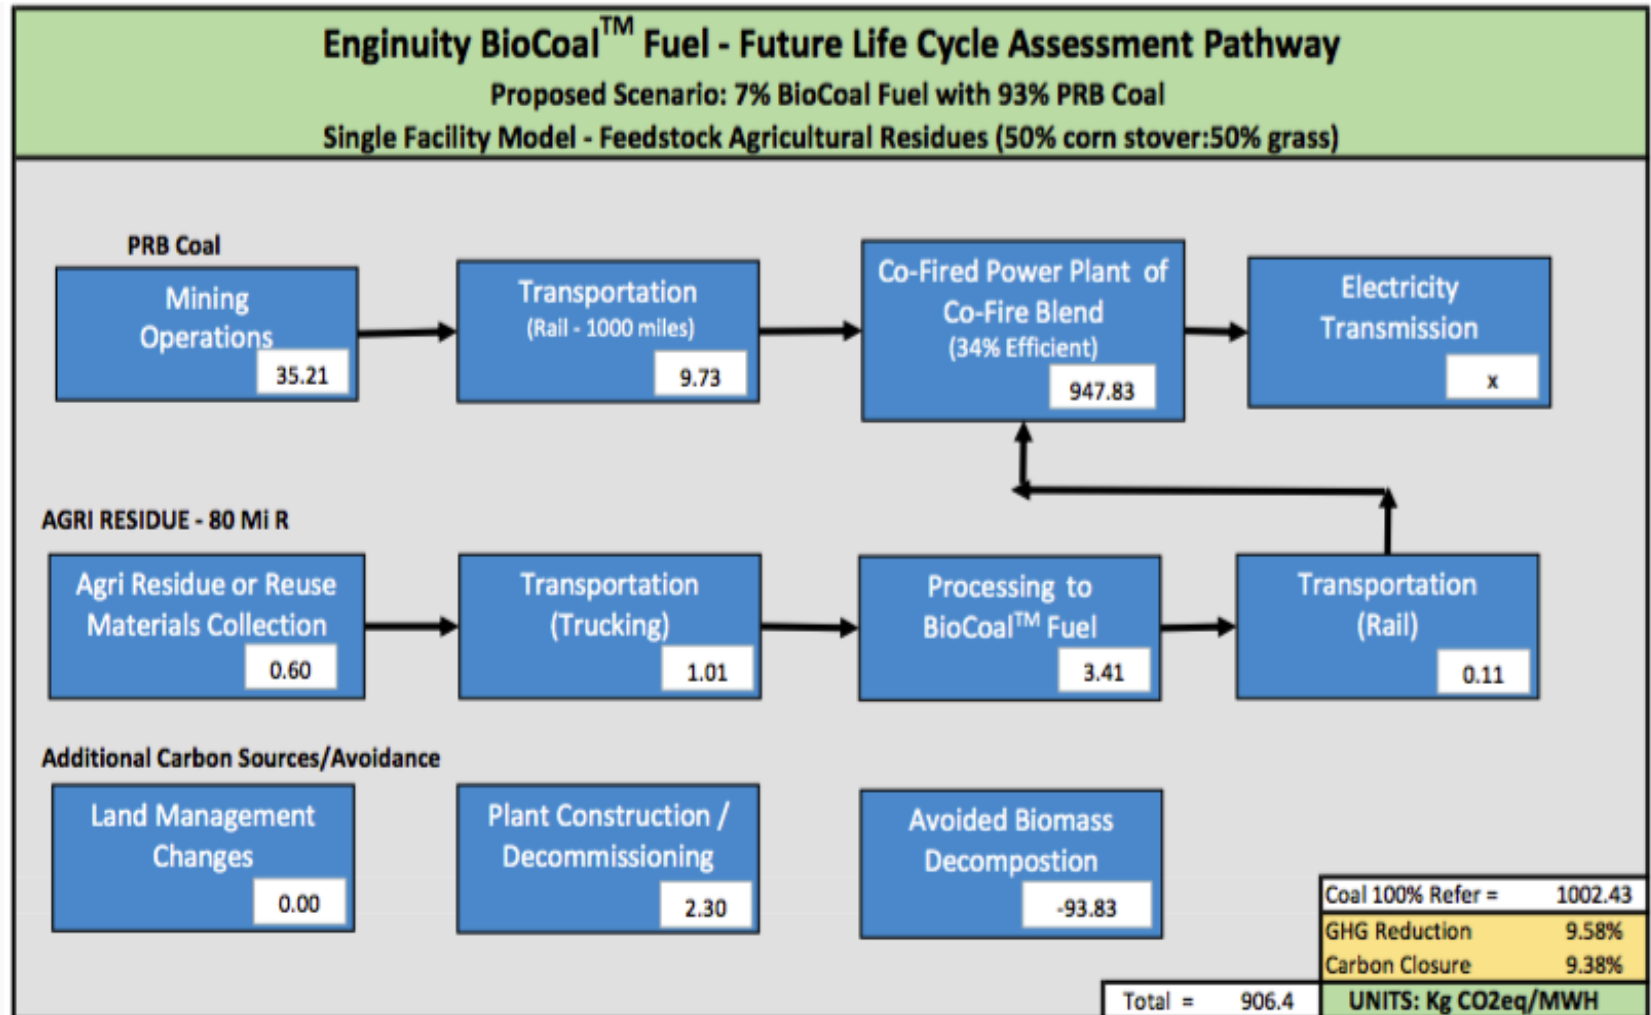 Enginuity BioCoal™ Fuel - Future Life Cycle Assessment Pathway
Proposed Scenario: 7% BioCoal Fuel with 93% PRB Coal
Single Facility Model - Feedstock Agricultural Residues (50% corn stover:50% grass)
PRB Coal
Mining
Operations
35.21
Transportation
(Rail - 1000 miles)
9.73
Co-Fired Power Plant of
Co-Fire Blend
(34% Efficient)
947.83
Electricity
Transmission
x
AGRI RESIDUE - 80 Mi R
Agri Residue or Reuse
Materials Collection
0.60
Transportation
(Trucking)
1.01
Processing to
BioCoal™ Fuel
3.41
Transportation
(Rail)
0.11
Additional Carbon Sources/Avoidance
Land Management
Changes
0.00
Plant Construction /
Decommissioning
2.30
Avoided Biomass
Decompostion
-93.83
Coal 100% Refer = 1002.43
GHG Reduction 9.58%
Carbon Closure 9.38%
Total = 906.4 UNITS: Kg CO2eq/MWH